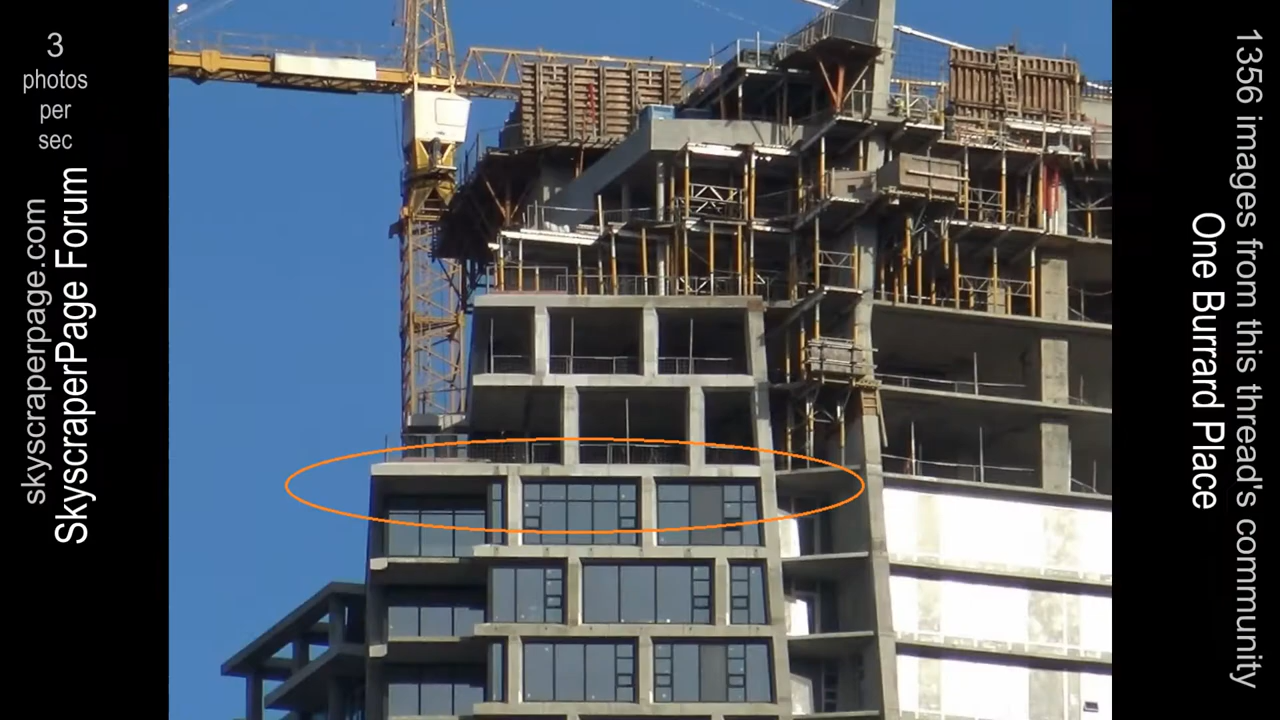 3
photos
per
sec
skyscraperpage.com
SkyscraperPage Forum
1356 images from this thread's community
One Burrard Place